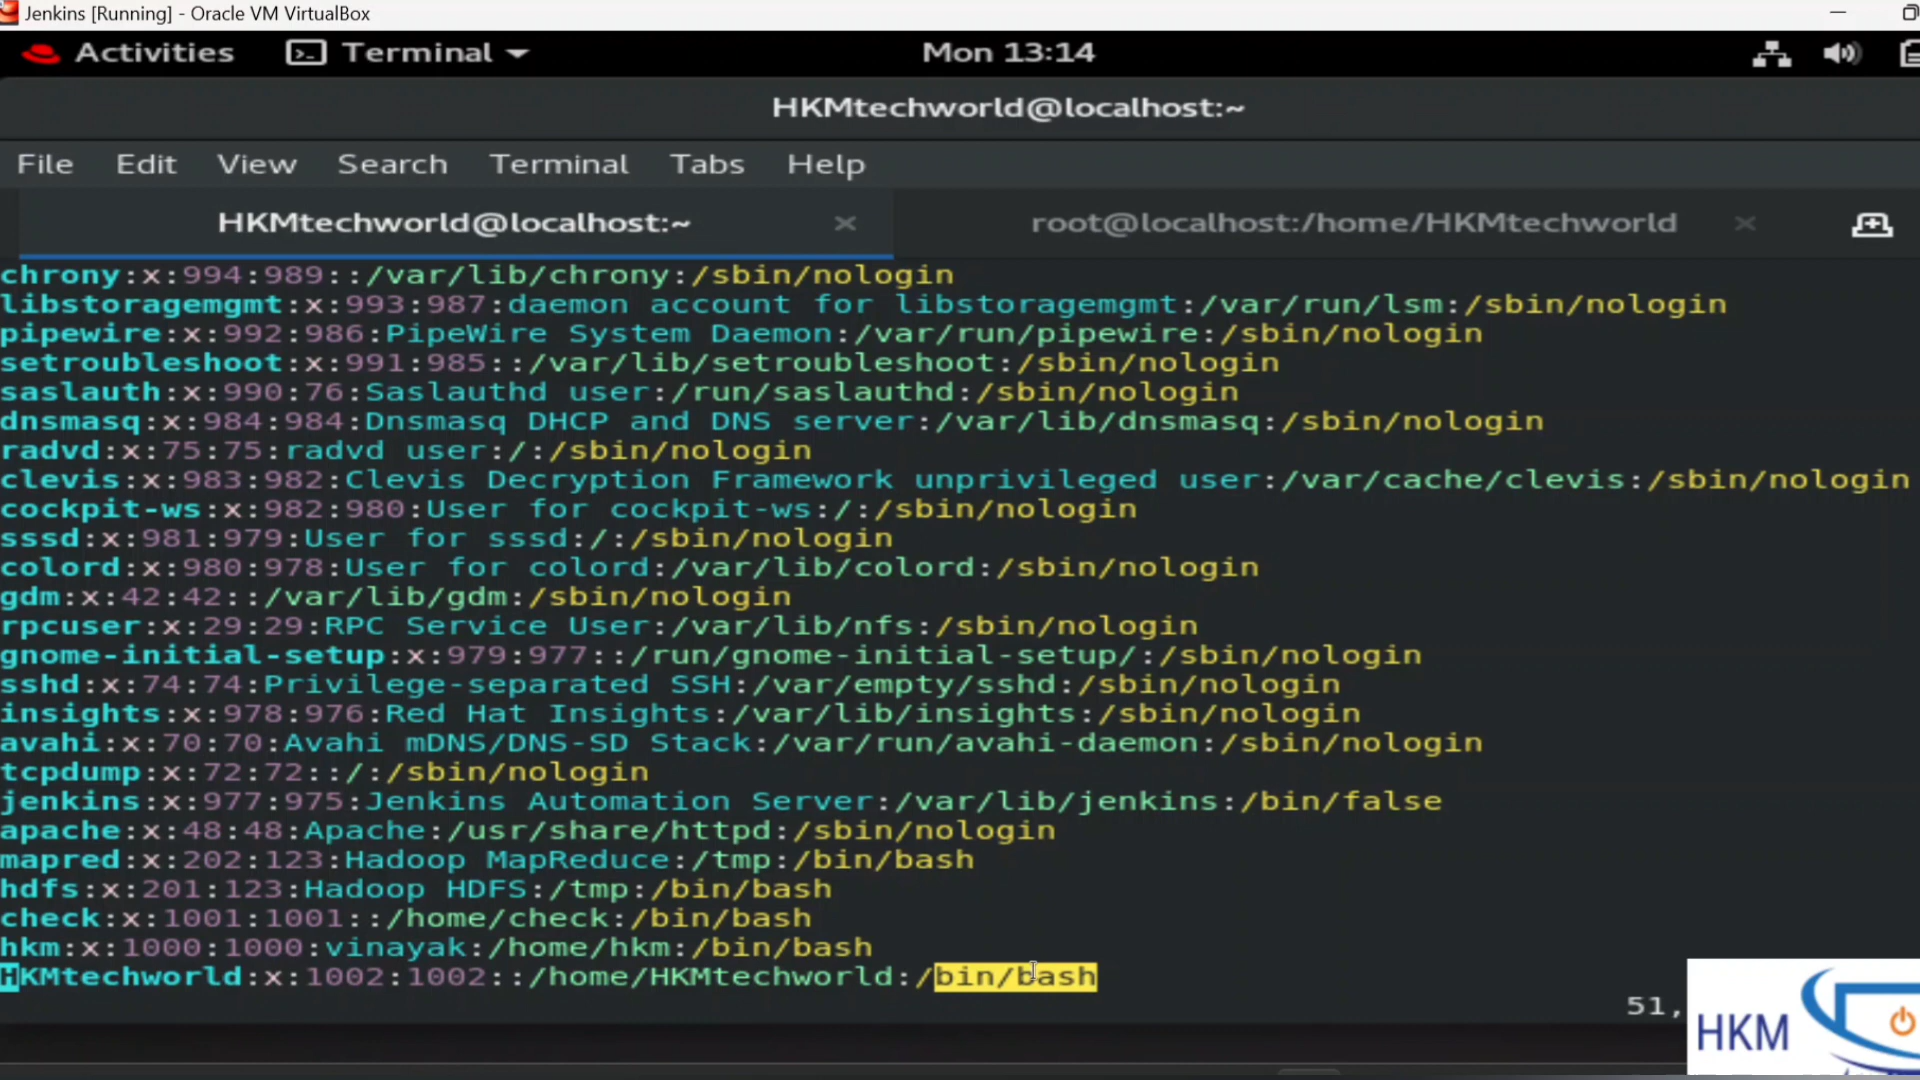 Jenkins [Running] - Oracle VM VirtualBox
Activities Terminal Mon 13:14
HKMtechworld@localhost:~
File Edit View Search Terminal Tabs Help
HKMtechworld@localhost:~ × root@localhost:/home/HKMtechworld ×
chrony:x:994:989::/var/lib/chrony:/sbin/nologin
libstoragemgmt:x:993:987:daemon account for libstoragemgmt:/var/run/lsm:/sbin/nologin
pipewire:x:992:986:PipeWire System Daemon:/var/run/pipewire:/sbin/nologin
setroubleshoot:x:991:985::/var/lib/setroubleshoot:/sbin/nologin
saslauth:x:990:76:Saslauthd user:/run/saslauthd:/sbin/nologin
dnsmasq:x:984:984:Dnsmasq DHCP and DNS server:/var/lib/dnsmasq:/sbin/nologin
radvd:x:75:75:radvd user:/:/sbin/nologin
clevis:x:983:982:Clevis Decryption Framework unprivileged user:/var/cache/clevis:/sbin/nologin
cockpit-ws:x:982:980:User for cockpit-ws:/:/sbin/nologin
sssd:x:981:979:User for sssd:/:/sbin/nologin
colord:x:980:978:User for colord:/var/lib/colord:/sbin/nologin
gdm:x:42:42::/var/lib/gdm:/sbin/nologin
rpcuser:x:29:29:RPC Service User:/var/lib/nfs:/sbin/nologin
gnome-initial-setup:x:979:977::/run/gnome-initial-setup/:/sbin/nologin
sshd:x:74:74:Privilege-separated SSH:/var/empty/sshd:/sbin/nologin
insights:x:978:976:Red Hat Insights:/var/lib/insights:/sbin/nologin
avahi:x:70:70:Avahi mDNS/DNS-SD Stack:/var/run/avahi-daemon:/sbin/nologin
tcpdump:x:72:72::/:/sbin/nologin
jenkins:x:977:975:Jenkins Automation Server:/var/lib/jenkins:/bin/false
apache:x:48:48:Apache:/usr/share/httpd:/sbin/nologin
mapred:x:202:123:Hadoop MapReduce:/tmp:/bin/bash
hdfs:x:201:123:Hadoop HDFS:/tmp:/bin/bash
check:x:1001:1001::/home/check:/bin/bash
hkm:x:1000:1000:vinayak:/home/hkm:/bin/bash
HKMtechworld:x:1002:1002::/home/HKMtechworld:/bin/bash
51,
HKM